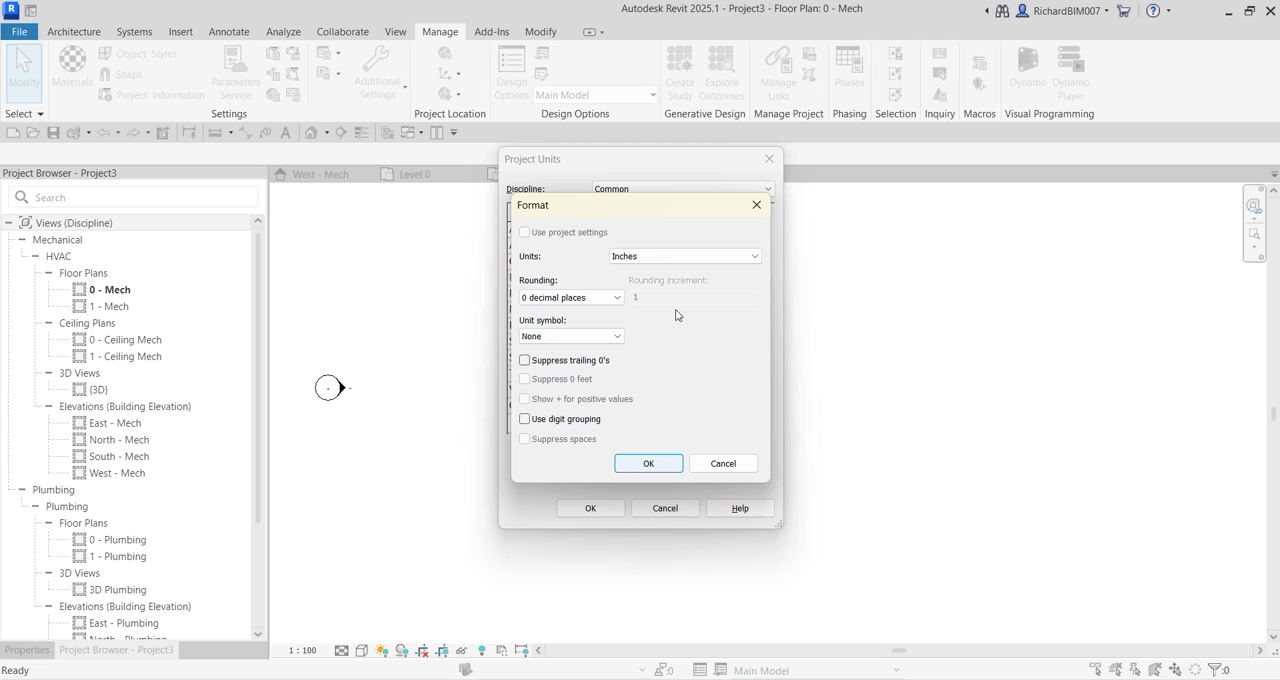 Autodesk Revit 2025.1 - Project3 - Floor Plan: 0 - Mech
RichardBIM007
File Architecture Systems Insert Annotate Analyze Collaborate View Manage Add-Ins Modify
Modify
Materials
Object Styles
Snaps
Project Information
Parameters Service
Additional Settings
Design Options
Main Model
Create Study
Explore Outcomes
Manage Links
Phases
Dynamo
Dynamo Player
Select Settings Project Location Design Options Generative Design Manage Project Phasing Selection Inquiry Macros Visual Programming
Project Browser - Project3
West - Mech
Level 0
Search
Views (Discipline)
Mechanical
HVAC
Floor Plans
0 - Mech
1 - Mech
Ceiling Plans
0 - Ceiling Mech
1 - Ceiling Mech
3D Views
{3D}
Elevations (Building Elevation)
East - Mech
North - Mech
South - Mech
West - Mech
Plumbing
Plumbing
Floor Plans
0 - Plumbing
1 - Plumbing
3D Views
3D Plumbing
Elevations (Building Elevation)
East - Plumbing
North - Plumbing
Properties Project Browser - Project3
Project Units
Discipline: Common
Format
Use project settings
Units: Inches
Rounding: Rounding increment:
0 decimal places 1
Unit symbol:
None
Suppress trailing 0's
Suppress 0 feet
Show + for positive values
Use digit grouping
Suppress spaces
OK Cancel
OK Cancel Help
1 : 100
Ready
:0
Main Model
:0